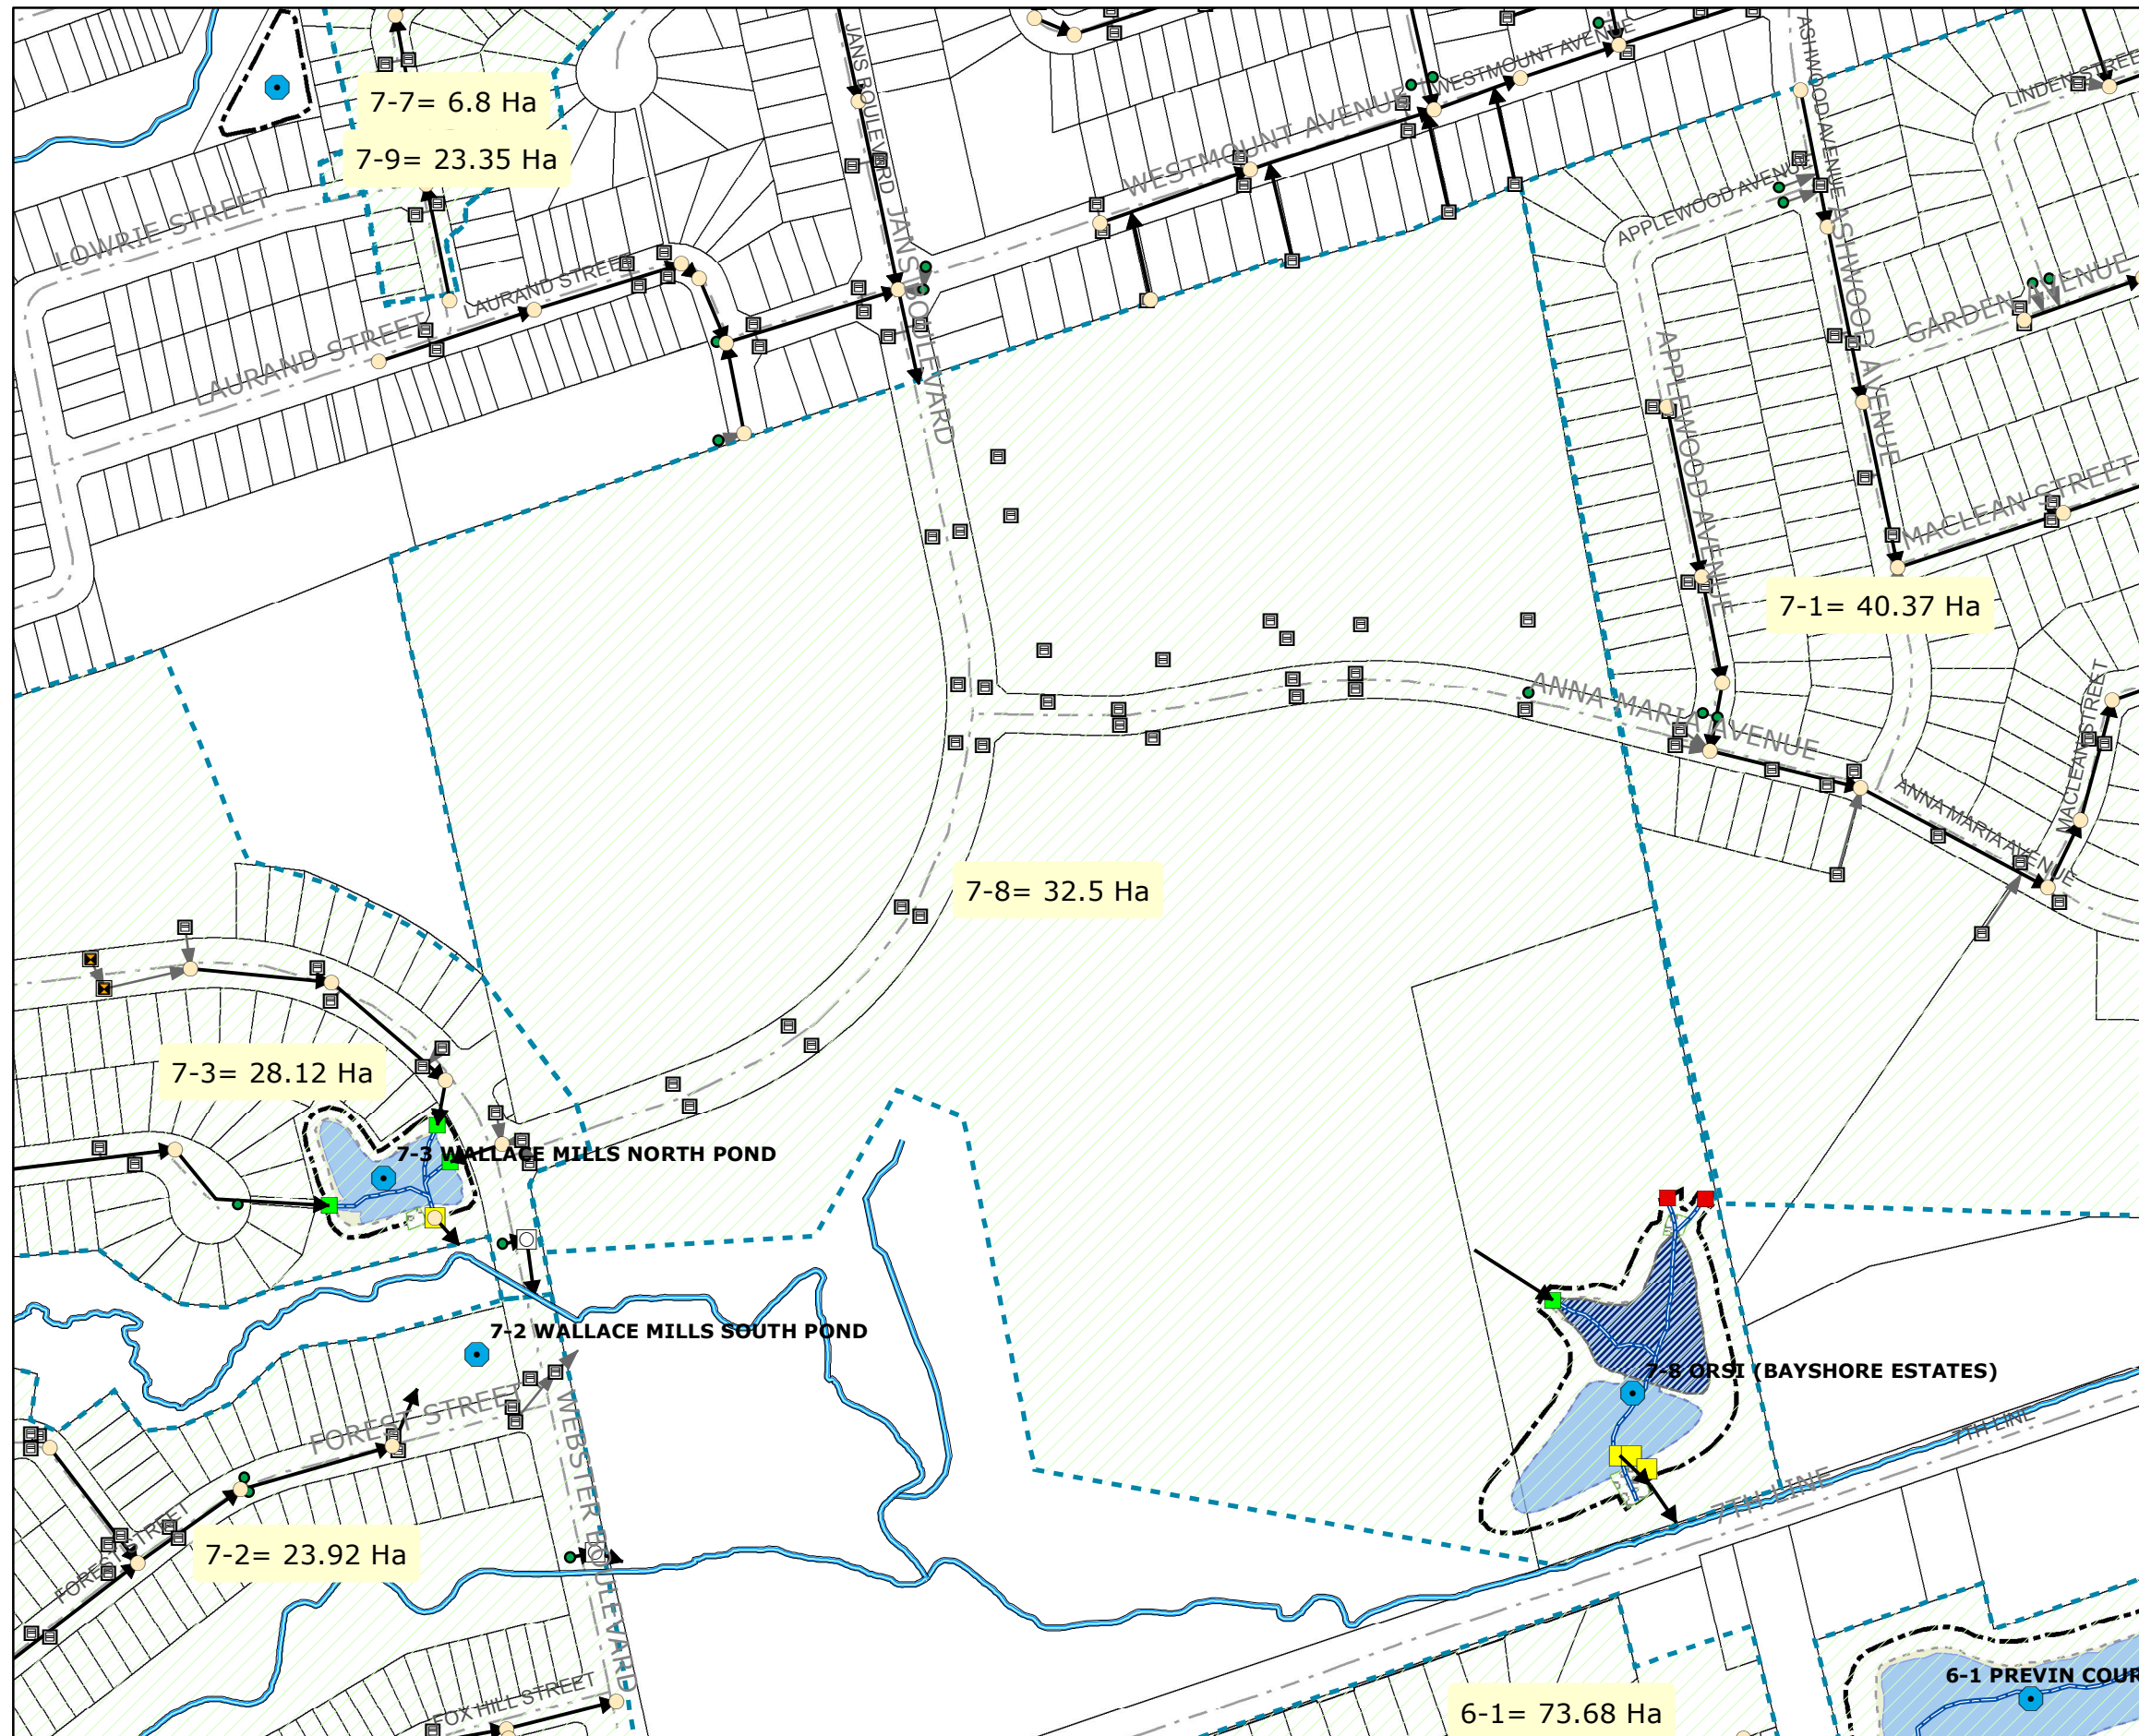 JANS BOULEVARD
WESTMOUNT AVENUE
ASHWOOD AVENUE
LINDEN STREE
7-7= 6.8 Ha
7-9= 23.35 Ha
WESTMOUNT AVENUE
APPLEWOOD AVENUE
LOWRIE STREET
JANS BOULEVARD
ASHWOOD AVENUE
LAURAND STREET
GARDEN AVENUE
LAURAND STREET
APPLEWOOD AVENUE
MACLEAN STREET
7-1= 40.37 Ha
ANNA MARIA AVENUE
MACLEAN STREET
ANNA MARIA AVENUE
7-8= 32.5 Ha
7-3= 28.12 Ha
7-3 WALLACE MILLS NORTH POND
7-2 WALLACE MILLS SOUTH POND
7-8 ORSI (BAYSHORE ESTATES)
FOREST STREET
7TH LINE
7TH LINE
WEBSTER BOULEVARD
FOREST STREET
7-2= 23.92 Ha
6-1 PREVIN COUR
FOX HILL STREET
6-1= 73.68 Ha